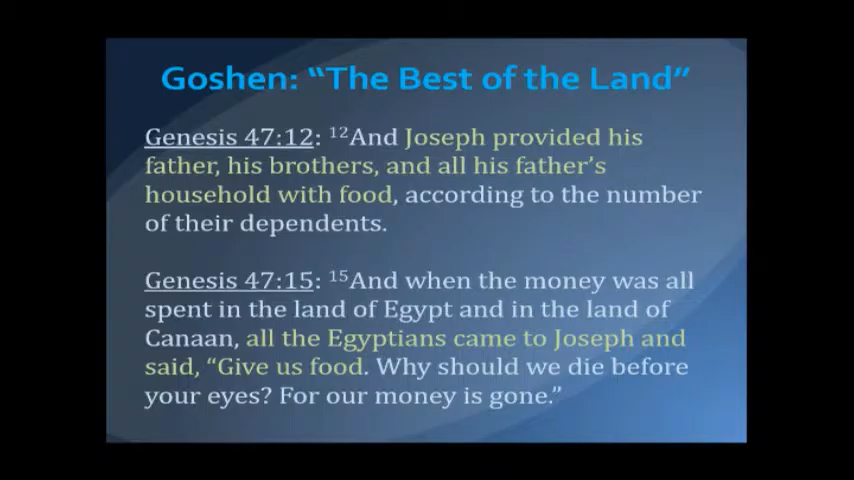 Goshen: “The Best of the Land”
Genesis 47:12: ¹²And Joseph provided his
father, his brothers, and all his father’s
household with food, according to the number
of their dependents.
Genesis 47:15: ¹⁵And when the money was all
spent in the land of Egypt and in the land of
Canaan, all the Egyptians came to Joseph and
said, “Give us food. Why should we die before
your eyes? For our money is gone.”